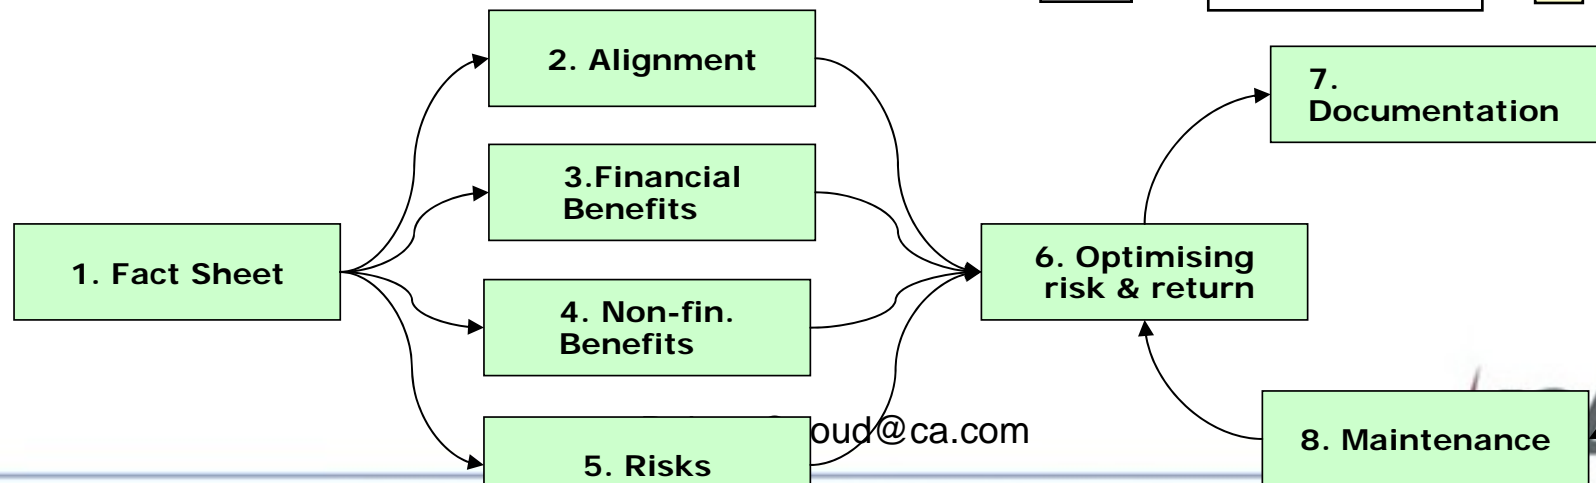 2. Alignment
7.
Documentation
3.Financial
Benefits
1. Fact Sheet
6. Optimising
risk & return
4. Non-fin.
Benefits
oud@ca.com
8. Maintenance
5. Risks